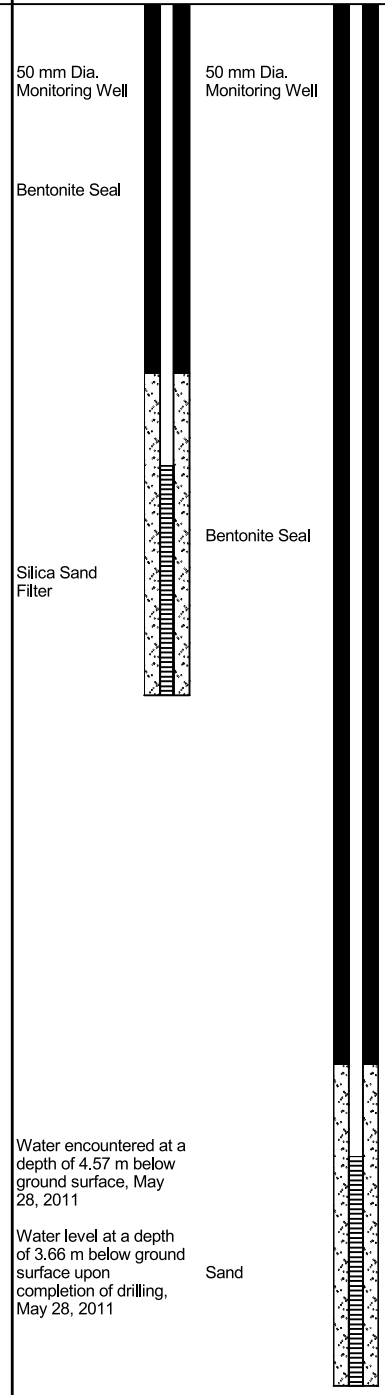 50 mm Dia.
Monitoring Well
50 mm Dia.
Monitoring Well
Bentonite Seal
Bentonite Seal
Silica Sand
Filter
Water encountered at a
depth of 4.57 m below
ground surface, May
28, 2011
Water level at a depth
of 3.66 m below ground
surface upon
completion of drilling,
May 28, 2011
Sand